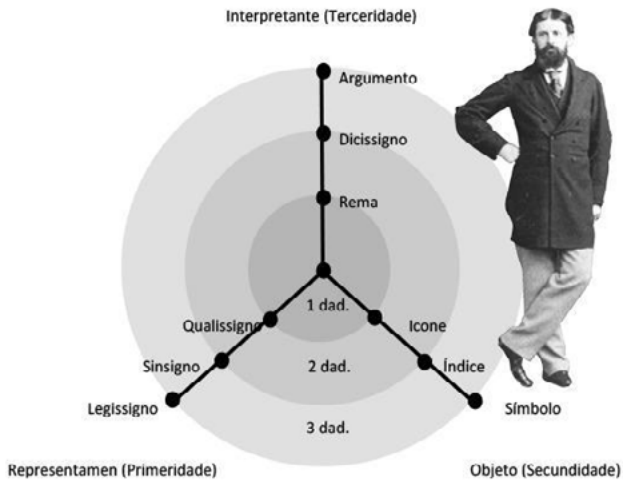 Interpretante (Terceridade)
Argumento
Dicissigno
Rema
1 dad.
Qualissigno
Icone
Sinsigno
2 dad.
Índice
Legissigno
3 dad.
Símbolo
Representamen (Primeridade)
Objeto (Secundidade)